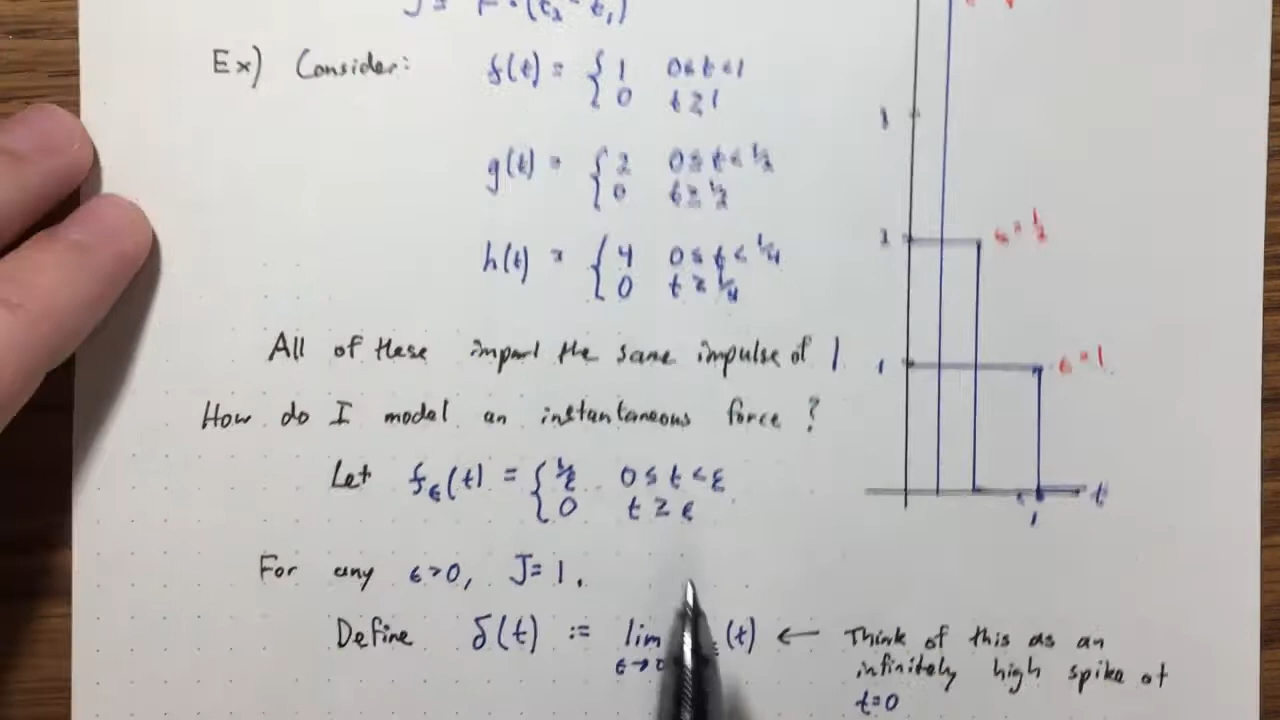 J = F · (t₂ - t₁)
Ex) Consider: f(t) = { 1 0 ≤ t < 1
0 t ≥ 1
g(t) = { 2 0 ≤ t < 1/2
0 t ≥ 1/2
h(t) = { 4 0 ≤ t < 1/4
0 t ≥ 1/4
All of these impart the same impulse of 1
How do I model an instantaneous force?
Let f_ε(t) = { 1/ε 0 ≤ t < ε
0 t ≥ ε
For any ε>0, J=1.
Define δ(t) := lim (t) ← Think of this as an
ε→0 infinitely high spike at
t=0
2 ε=1/2
1 ε=1
t
1